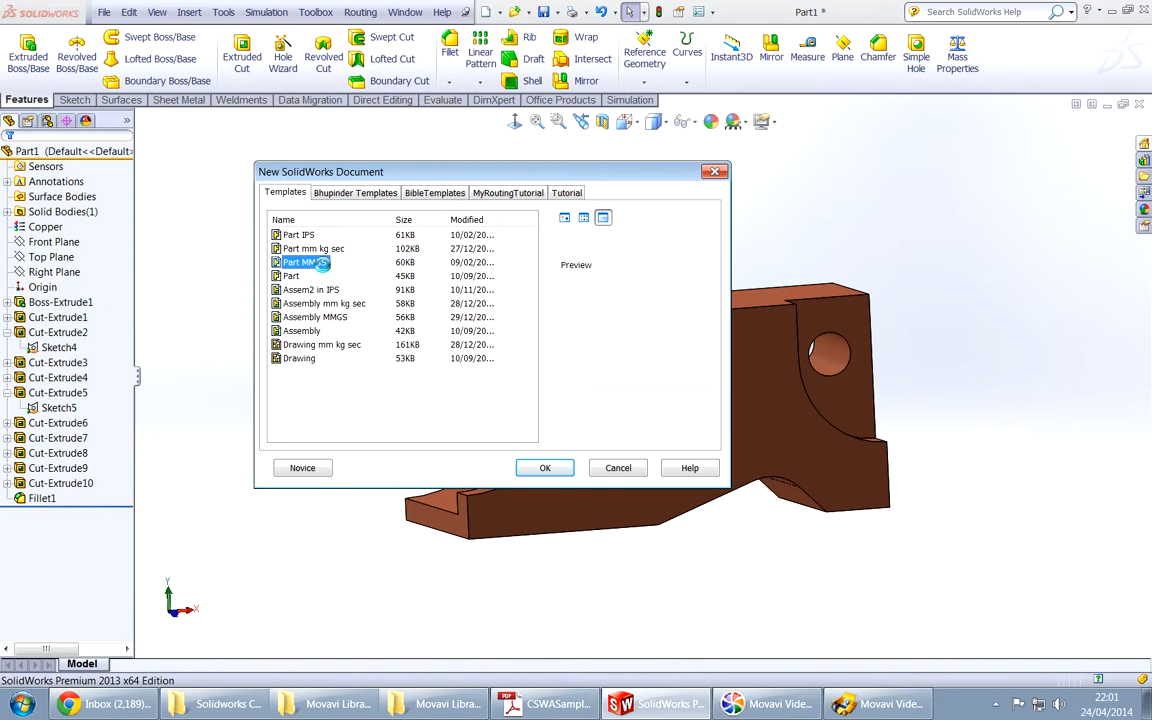 SOLIDWORKS File Edit View Insert Tools Simulation Toolbox Routing Window Help Part1 * Search SolidWorks Help
Extruded Boss/Base Revolved Boss/Base Swept Boss/Base Lofted Boss/Base Boundary Boss/Base Extruded Cut Hole Wizard Revolved Cut Swept Cut Lofted Cut Boundary Cut Fillet Linear Pattern Rib Draft Shell Wrap Intersect Mirror Reference Geometry Curves Instant3D Mirror Measure Plane Chamfer Simple Hole Mass Properties
Features Sketch Surfaces Sheet Metal Weldments Data Migration Direct Editing Evaluate DimXpert Office Products Simulation
Part1 (Default<<Default>
Sensors
Annotations
Surface Bodies
Solid Bodies(1)
Copper
Front Plane
Top Plane
Right Plane
Origin
Boss-Extrude1
Cut-Extrude1
Cut-Extrude2
Sketch4
Cut-Extrude3
Cut-Extrude4
Cut-Extrude5
Sketch5
Cut-Extrude6
Cut-Extrude7
Cut-Extrude8
Cut-Extrude9
Cut-Extrude10
Fillet1
New SolidWorks Document
Templates Bhupinder Templates BibleTemplates MyRoutingTutorial Tutorial
Name Size Modified
Part IPS 61KB 10/02/20...
Part mm kg sec 102KB 27/12/20...
Part MMGS 60KB 09/02/20...
Part 45KB 10/09/20...
Assem2 in IPS 91KB 10/11/20...
Assembly mm kg sec 58KB 28/12/20...
Assembly MMGS 56KB 29/12/20...
Assembly 42KB 10/09/20...
Drawing mm kg sec 161KB 28/12/20...
Drawing 53KB 10/09/20...
Preview
Novice OK Cancel Help
Y
X
Model
SolidWorks Premium 2013 x64 Edition
Inbox (2,189)... Solidworks C... Movavi Libra... Movavi Libra... CSWASampl... SolidWorks P... Movavi Vide... Movavi Vide... 22:01
24/04/2014